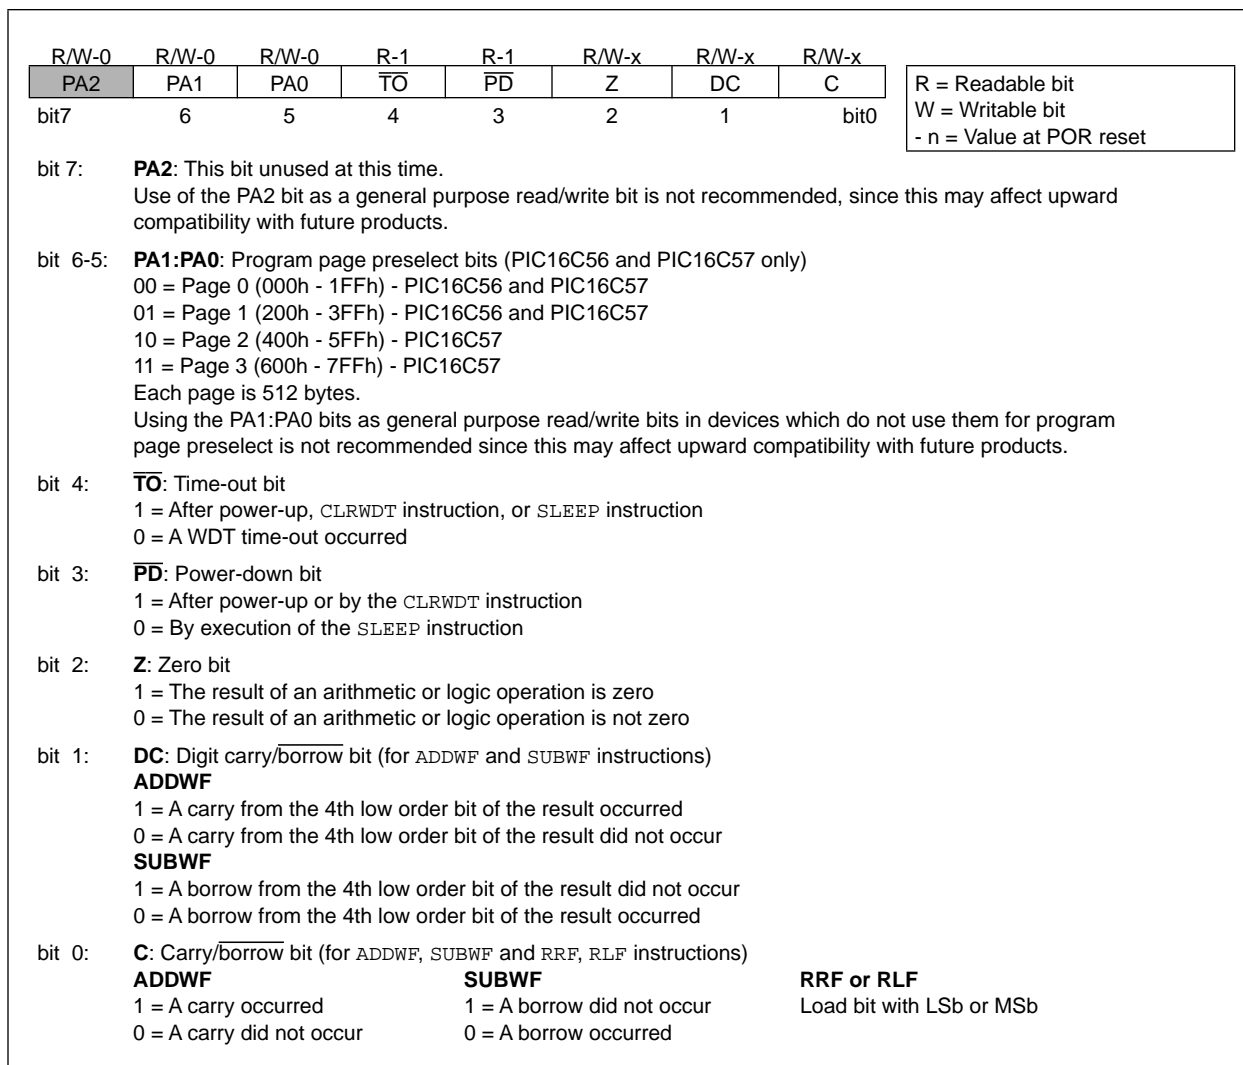 R/W-0 R/W-0 R/W-0 R-1 R-1 R/W-x R/W-x R/W-x
PA2 PA1 PA0 T̅O̅ P̅D̅ Z DC C
bit7 6 5 4 3 2 1 bit0
R = Readable bit
W = Writable bit
- n = Value at POR reset
bit 7: PA2: This bit unused at this time.
Use of the PA2 bit as a general purpose read/write bit is not recommended, since this may affect upward
compatibility with future products.
bit 6-5: PA1:PA0: Program page preselect bits (PIC16C56 and PIC16C57 only)
00 = Page 0 (000h - 1FFh) - PIC16C56 and PIC16C57
01 = Page 1 (200h - 3FFh) - PIC16C56 and PIC16C57
10 = Page 2 (400h - 5FFh) - PIC16C57
11 = Page 3 (600h - 7FFh) - PIC16C57
Each page is 512 bytes.
Using the PA1:PA0 bits as general purpose read/write bits in devices which do not use them for program
page preselect is not recommended since this may affect upward compatibility with future products.
bit 4: T̅O̅: Time-out bit
1 = After power-up, CLRWDT instruction, or SLEEP instruction
0 = A WDT time-out occurred
bit 3: P̅D̅: Power-down bit
1 = After power-up or by the CLRWDT instruction
0 = By execution of the SLEEP instruction
bit 2: Z: Zero bit
1 = The result of an arithmetic or logic operation is zero
0 = The result of an arithmetic or logic operation is not zero
bit 1: DC: Digit carry/b̅o̅r̅r̅o̅w̅ bit (for ADDWF and SUBWF instructions)
ADDWF
1 = A carry from the 4th low order bit of the result occurred
0 = A carry from the 4th low order bit of the result did not occur
SUBWF
1 = A borrow from the 4th low order bit of the result did not occur
0 = A borrow from the 4th low order bit of the result occurred
bit 0: C: Carry/b̅o̅r̅r̅o̅w̅ bit (for ADDWF, SUBWF and RRF, RLF instructions)
ADDWF SUBWF RRF or RLF
1 = A carry occurred 1 = A borrow did not occur Load bit with LSb or MSb
0 = A carry did not occur 0 = A borrow occurred